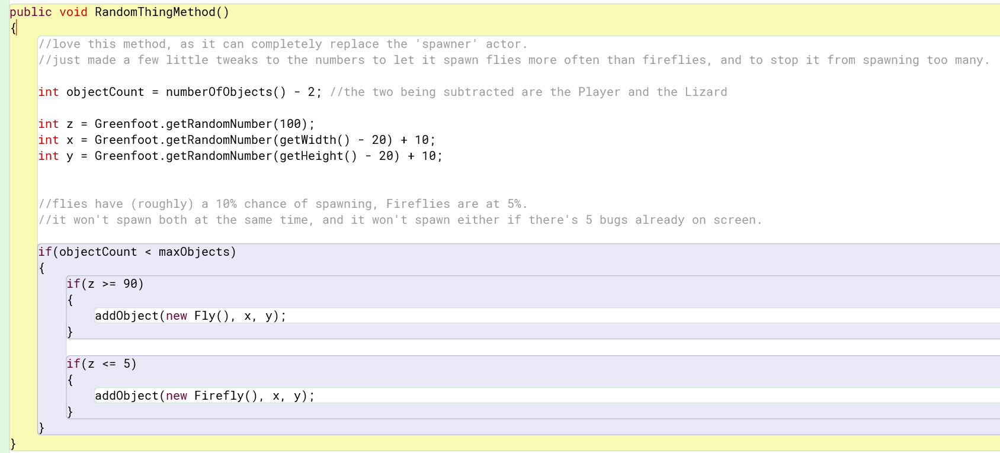 public void RandomThingMethod()
{
//love this method, as it can completely replace the 'spawner' actor.
//just made a few little tweaks to the numbers to let it spawn flies more often than fireflies, and to stop it from spawning too many.
int objectCount = numberOfObjects() - 2; //the two being subtracted are the Player and the Lizard
int z = Greenfoot.getRandomNumber(100);
int x = Greenfoot.getRandomNumber(getWidth() - 20) + 10;
int y = Greenfoot.getRandomNumber(getHeight() - 20) + 10;
//flies have (roughly) a 10% chance of spawning, Fireflies are at 5%.
//it won't spawn both at the same time, and it won't spawn either if there's 5 bugs already on screen.
if(objectCount < maxObjects)
{
if(z >= 90)
{
addObject(new Fly(), x, y);
}
if(z <= 5)
{
addObject(new Firefly(), x, y);
}
}
}